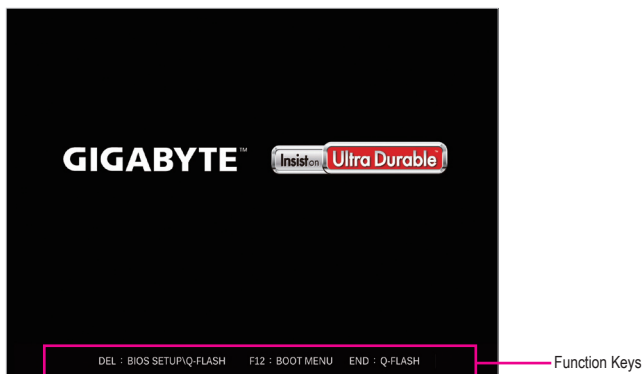 GIGABYTE™ Insist on Ultra Durable™
DEL : BIOS SETUP\Q-FLASH F12 : BOOT MENU END : Q-FLASH
Function Keys